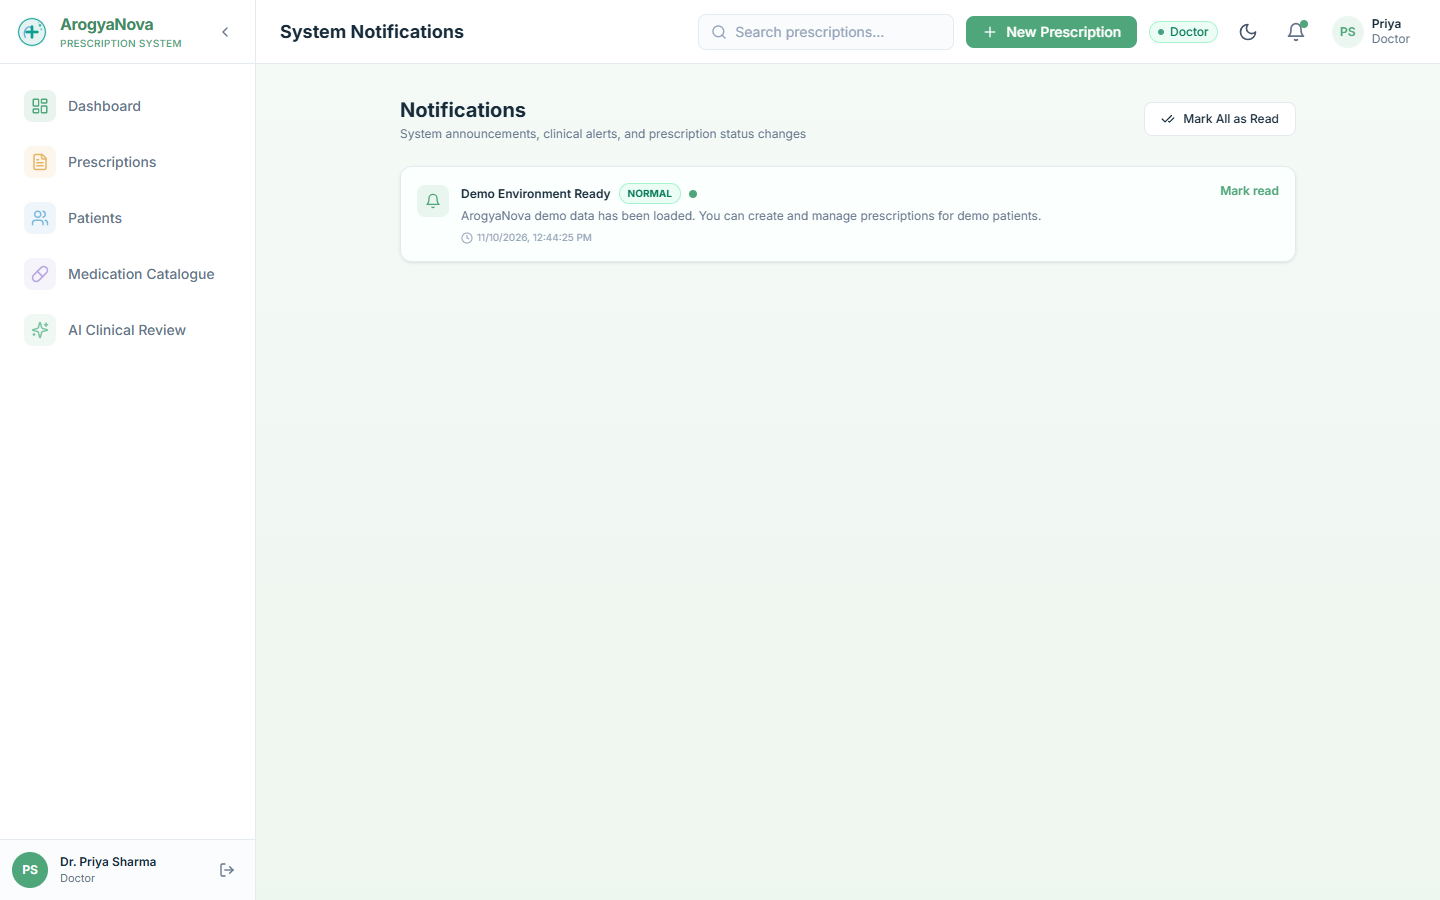 ArogyaNova
PRESCRIPTION SYSTEM
Dashboard
Prescriptions
Patients
Medication Catalogue
AI Clinical Review
PS
Dr. Priya Sharma
Doctor
System Notifications
Search prescriptions...
New Prescription
Doctor
PS
Priya
Doctor
Notifications
System announcements, clinical alerts, and prescription status changes
Mark All as Read
Demo Environment Ready
NORMAL
Mark read
ArogyaNova demo data has been loaded. You can create and manage prescriptions for demo patients.
11/10/2026, 12:44:25 PM